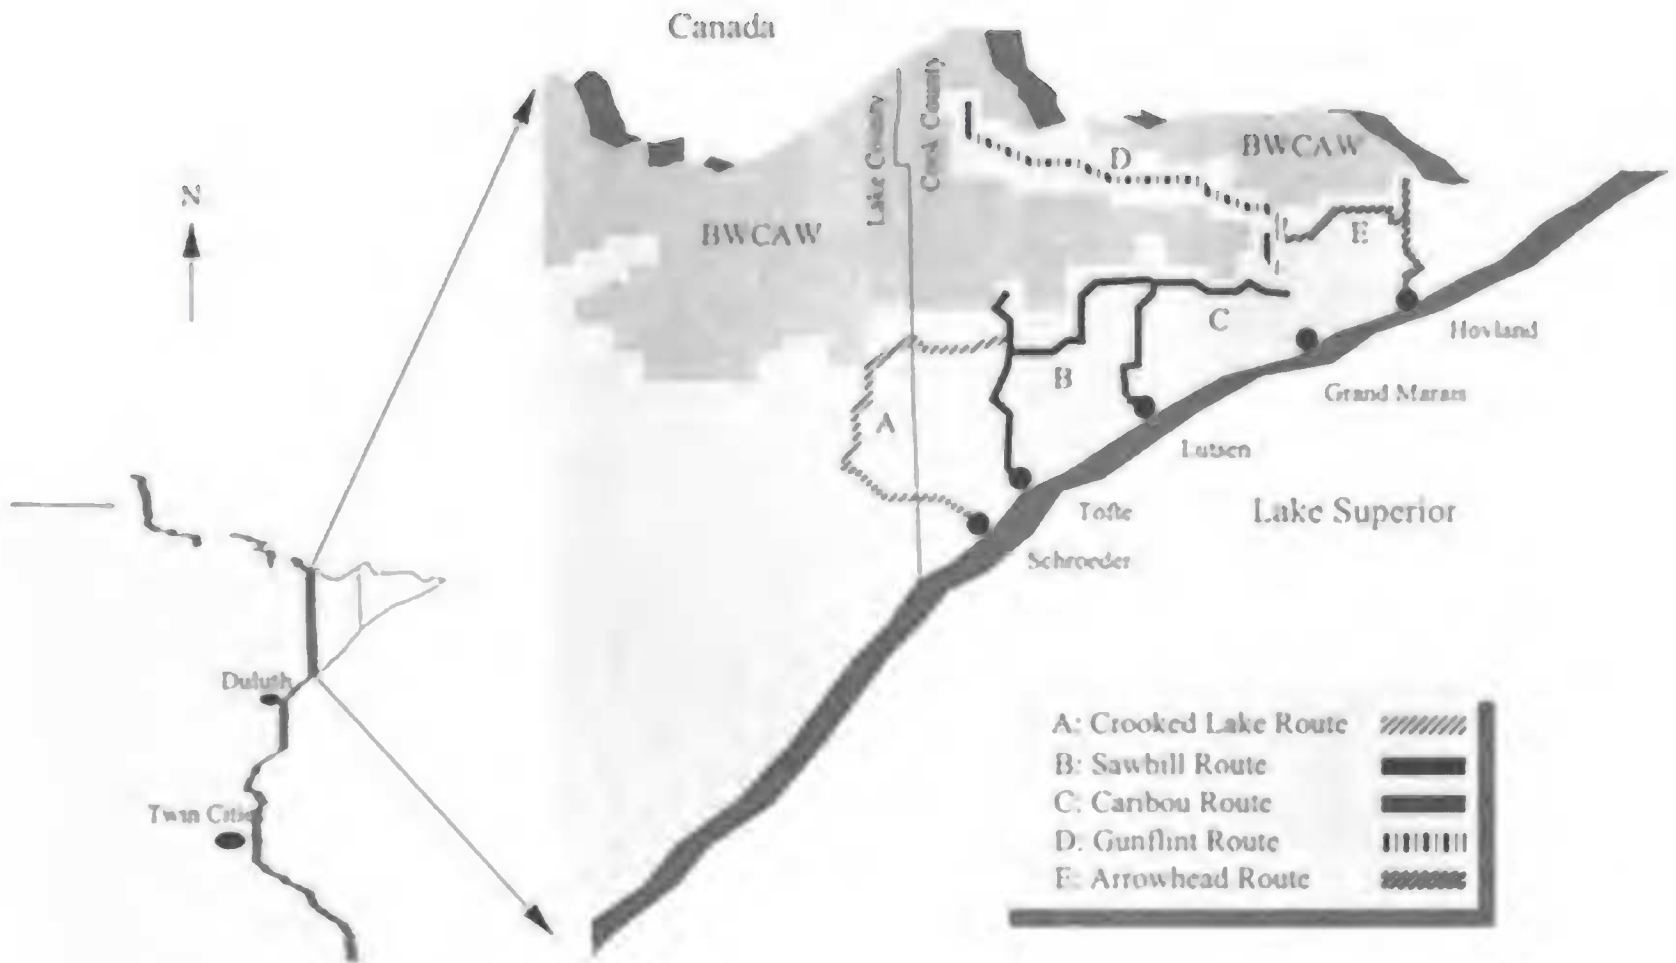 Canada
Lake County
Crook County
BWCAW
D
BWCAW
N
E
C
Hovland
B
Grand Marais
A
Lutsen
Tofte
Lake Superior
Schroeder
Duluth
Twin Cities
A: Crooked Lake Route
B: Sawbill Route
C: Caribou Route
D: Gunflint Route
E: Arrowhead Route